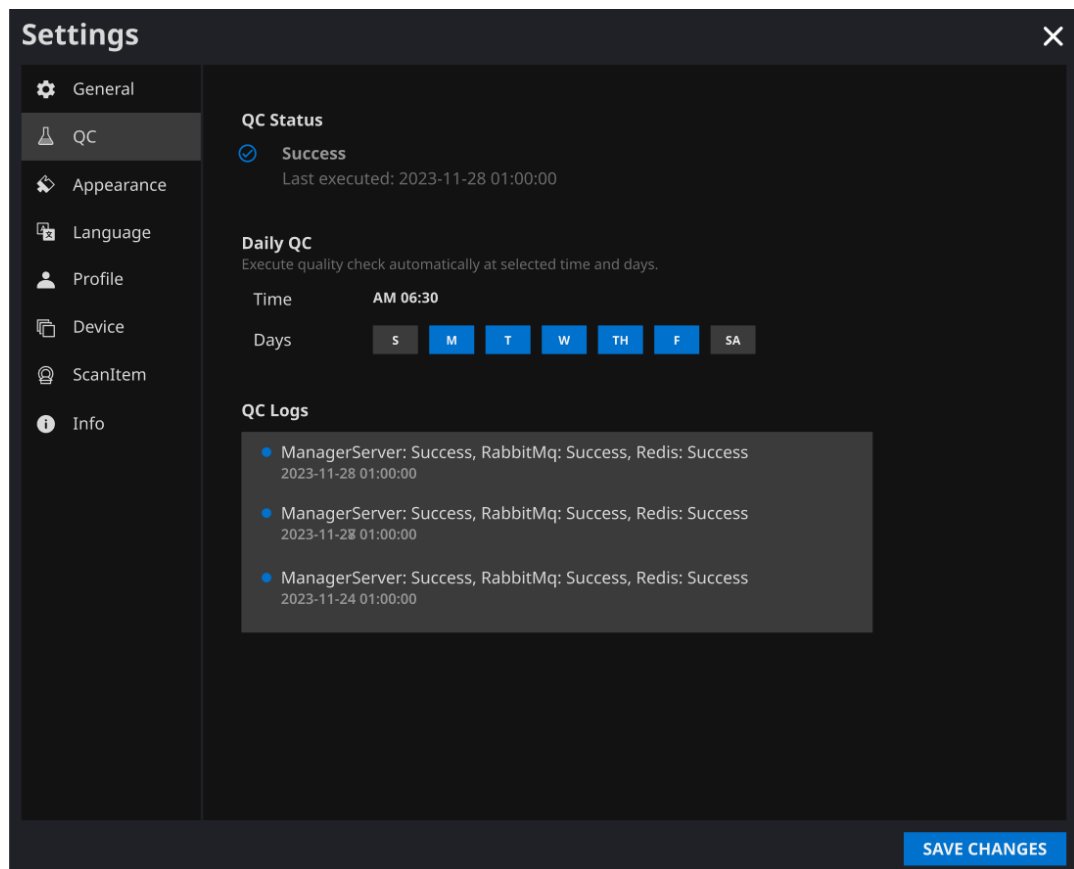 Settings
General
QC
Appearance
Language
Profile
Device
ScanItem
Info
QC Status
Success
Last executed: 2023-11-28 01:00:00
Daily QC
Execute quality check automatically at selected time and days.
Time AM 06:30
Days S M T W TH F SA
QC Logs
ManagerServer: Success, RabbitMq: Success, Redis: Success
2023-11-28 01:00:00
ManagerServer: Success, RabbitMq: Success, Redis: Success
01:00:00
ManagerServer: Success, RabbitMq: Success, Redis: Success
2023-11-24 01:00:00
SAVE CHANGES